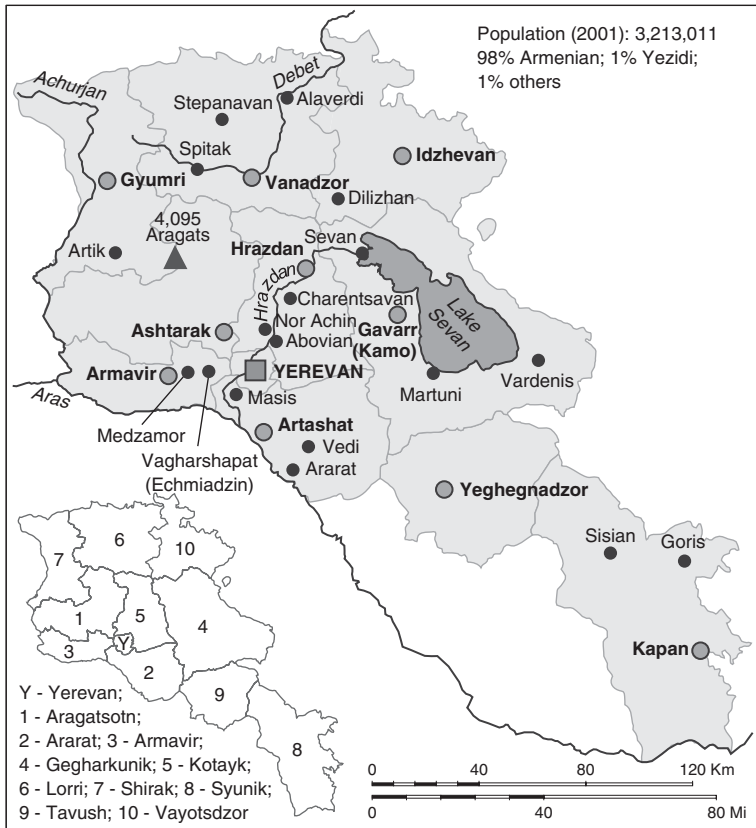 Population (2001): 3,213,011
98% Armenian; 1% Yezidi;
1% others
Achurjan
Debet
Stepanavan
Alaverdi
Spitak
Idzhevan
Gyumri
Vanadzor
Dilizhan
4,095
Aragats
Artik
Hrazdan
Sevan
Hrazdan
Charentsavan
Lake
Sevan
Nor Achin
Gavarr
(Kamo)
Ashtarak
Abovian
Armavir
YEREVAN
Vardenis
Martuni
Aras
Masis
Medzamor
Artashat
Vagharshapat
(Echmiadzin)
Vedi
Ararat
Yeghegnadzor
Sisian
Goris
Kapan
7
6
10
1
5
4
3
Y
2
9
8
Y - Yerevan;
1 - Aragatsotn;
2 - Ararat; 3 - Armavir;
4 - Gegharkunik; 5 - Kotayk;
6 - Lorri; 7 - Shirak; 8 - Syunik;
9 - Tavush; 10 - Vayotsdzor
0 40 80 120 Km
0 40 80 Mi